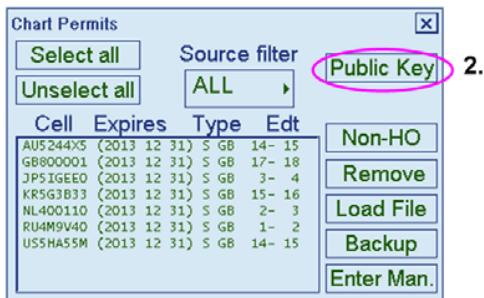 Chart Permits
Select all
Source filter
Public Key
2.
Unselect all
ALL
Cell Expires Type Edt
AU5244X5 (2013 12 31) S GB 14- 15
GB800001 (2013 12 31) S GB 17- 18
JP5IGEEO (2013 12 31) S GB 3- 4
KR5G3B33 (2013 12 31) S GB 15- 16
NL400110 (2013 12 31) S GB 2- 3
RU4M9V40 (2013 12 31) S GB 1- 2
US5HA55M (2013 12 31) S GB 14- 15
Non-HO
Remove
Load File
Backup
Enter Man.